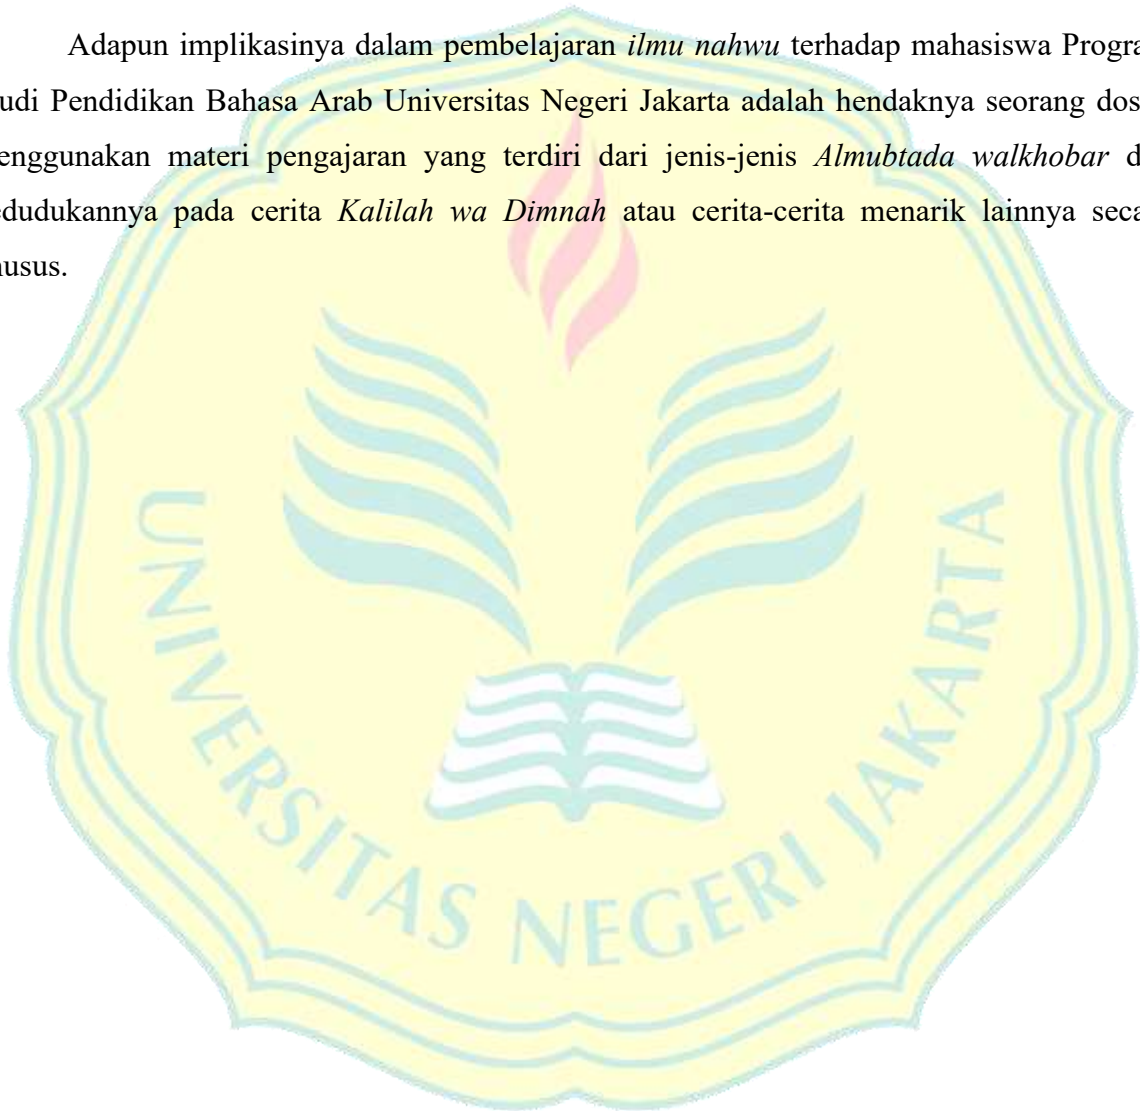 Adapun implikasinya dalam pembelajaran ilmu nahwu terhadap mahasiswa Progra
udi Pendidikan Bahasa Arab Universitas Negeri Jakarta adalah hendaknya seorang dos
enggunakan materi pengajaran yang terdiri dari jenis-jenis Almubtada walkhobar d
edudukannya pada cerita Kalilah wa Dimnah atau cerita-cerita menarik lainnya seca
usus.
UNIVERSITAS NEGERI JAKARTA